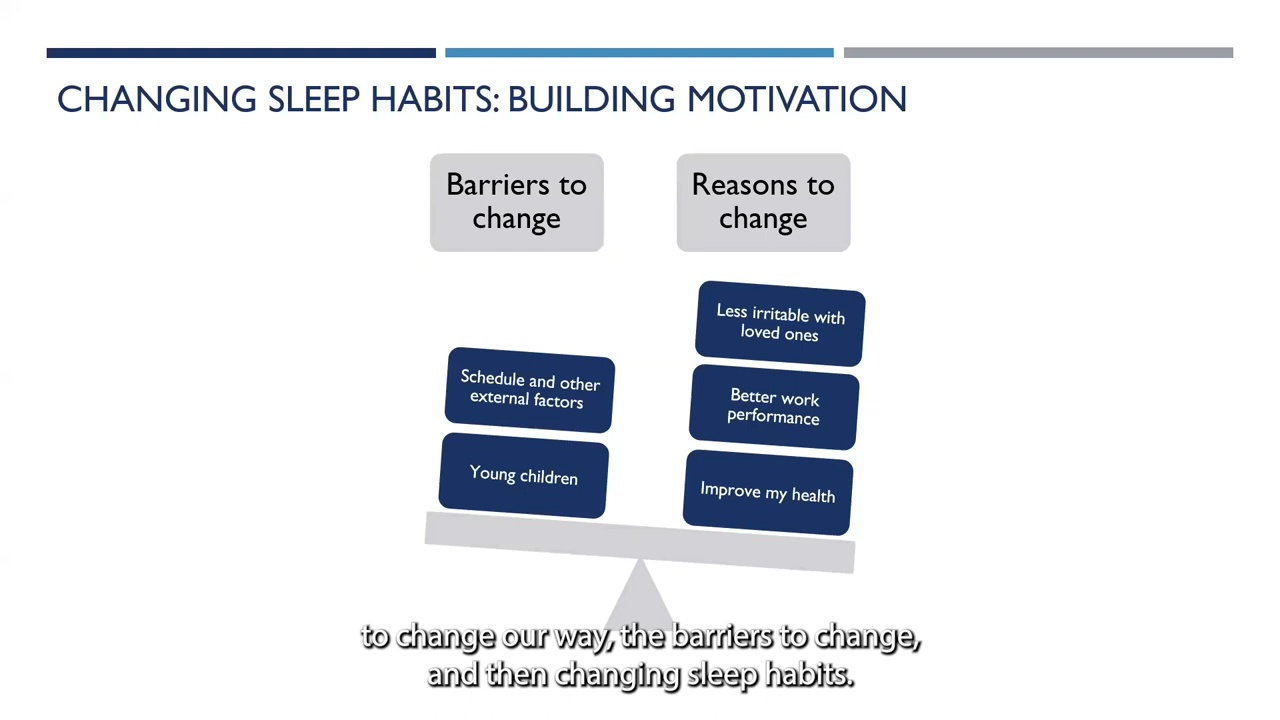 CHANGING SLEEP HABITS: BUILDING MOTIVATION
Barriers to
change
Reasons to
change
Schedule and other
external factors
Young children
Less irritable with
loved ones
Better work
performance
Improve my health
to change our way, the barriers to change,
and then changing sleep habits.